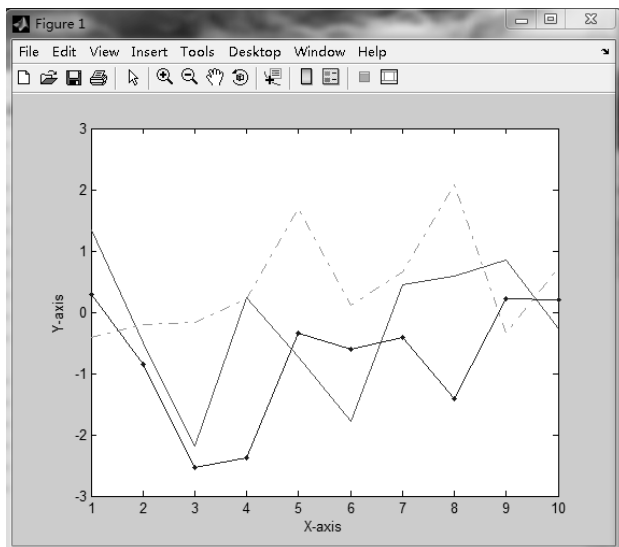 Figure 1
File Edit View Insert Tools Desktop Window Help
3
2
1
0
-1
-2
-3
Y-axis
1 2 3 4 5 6 7 8 9 10
X-axis